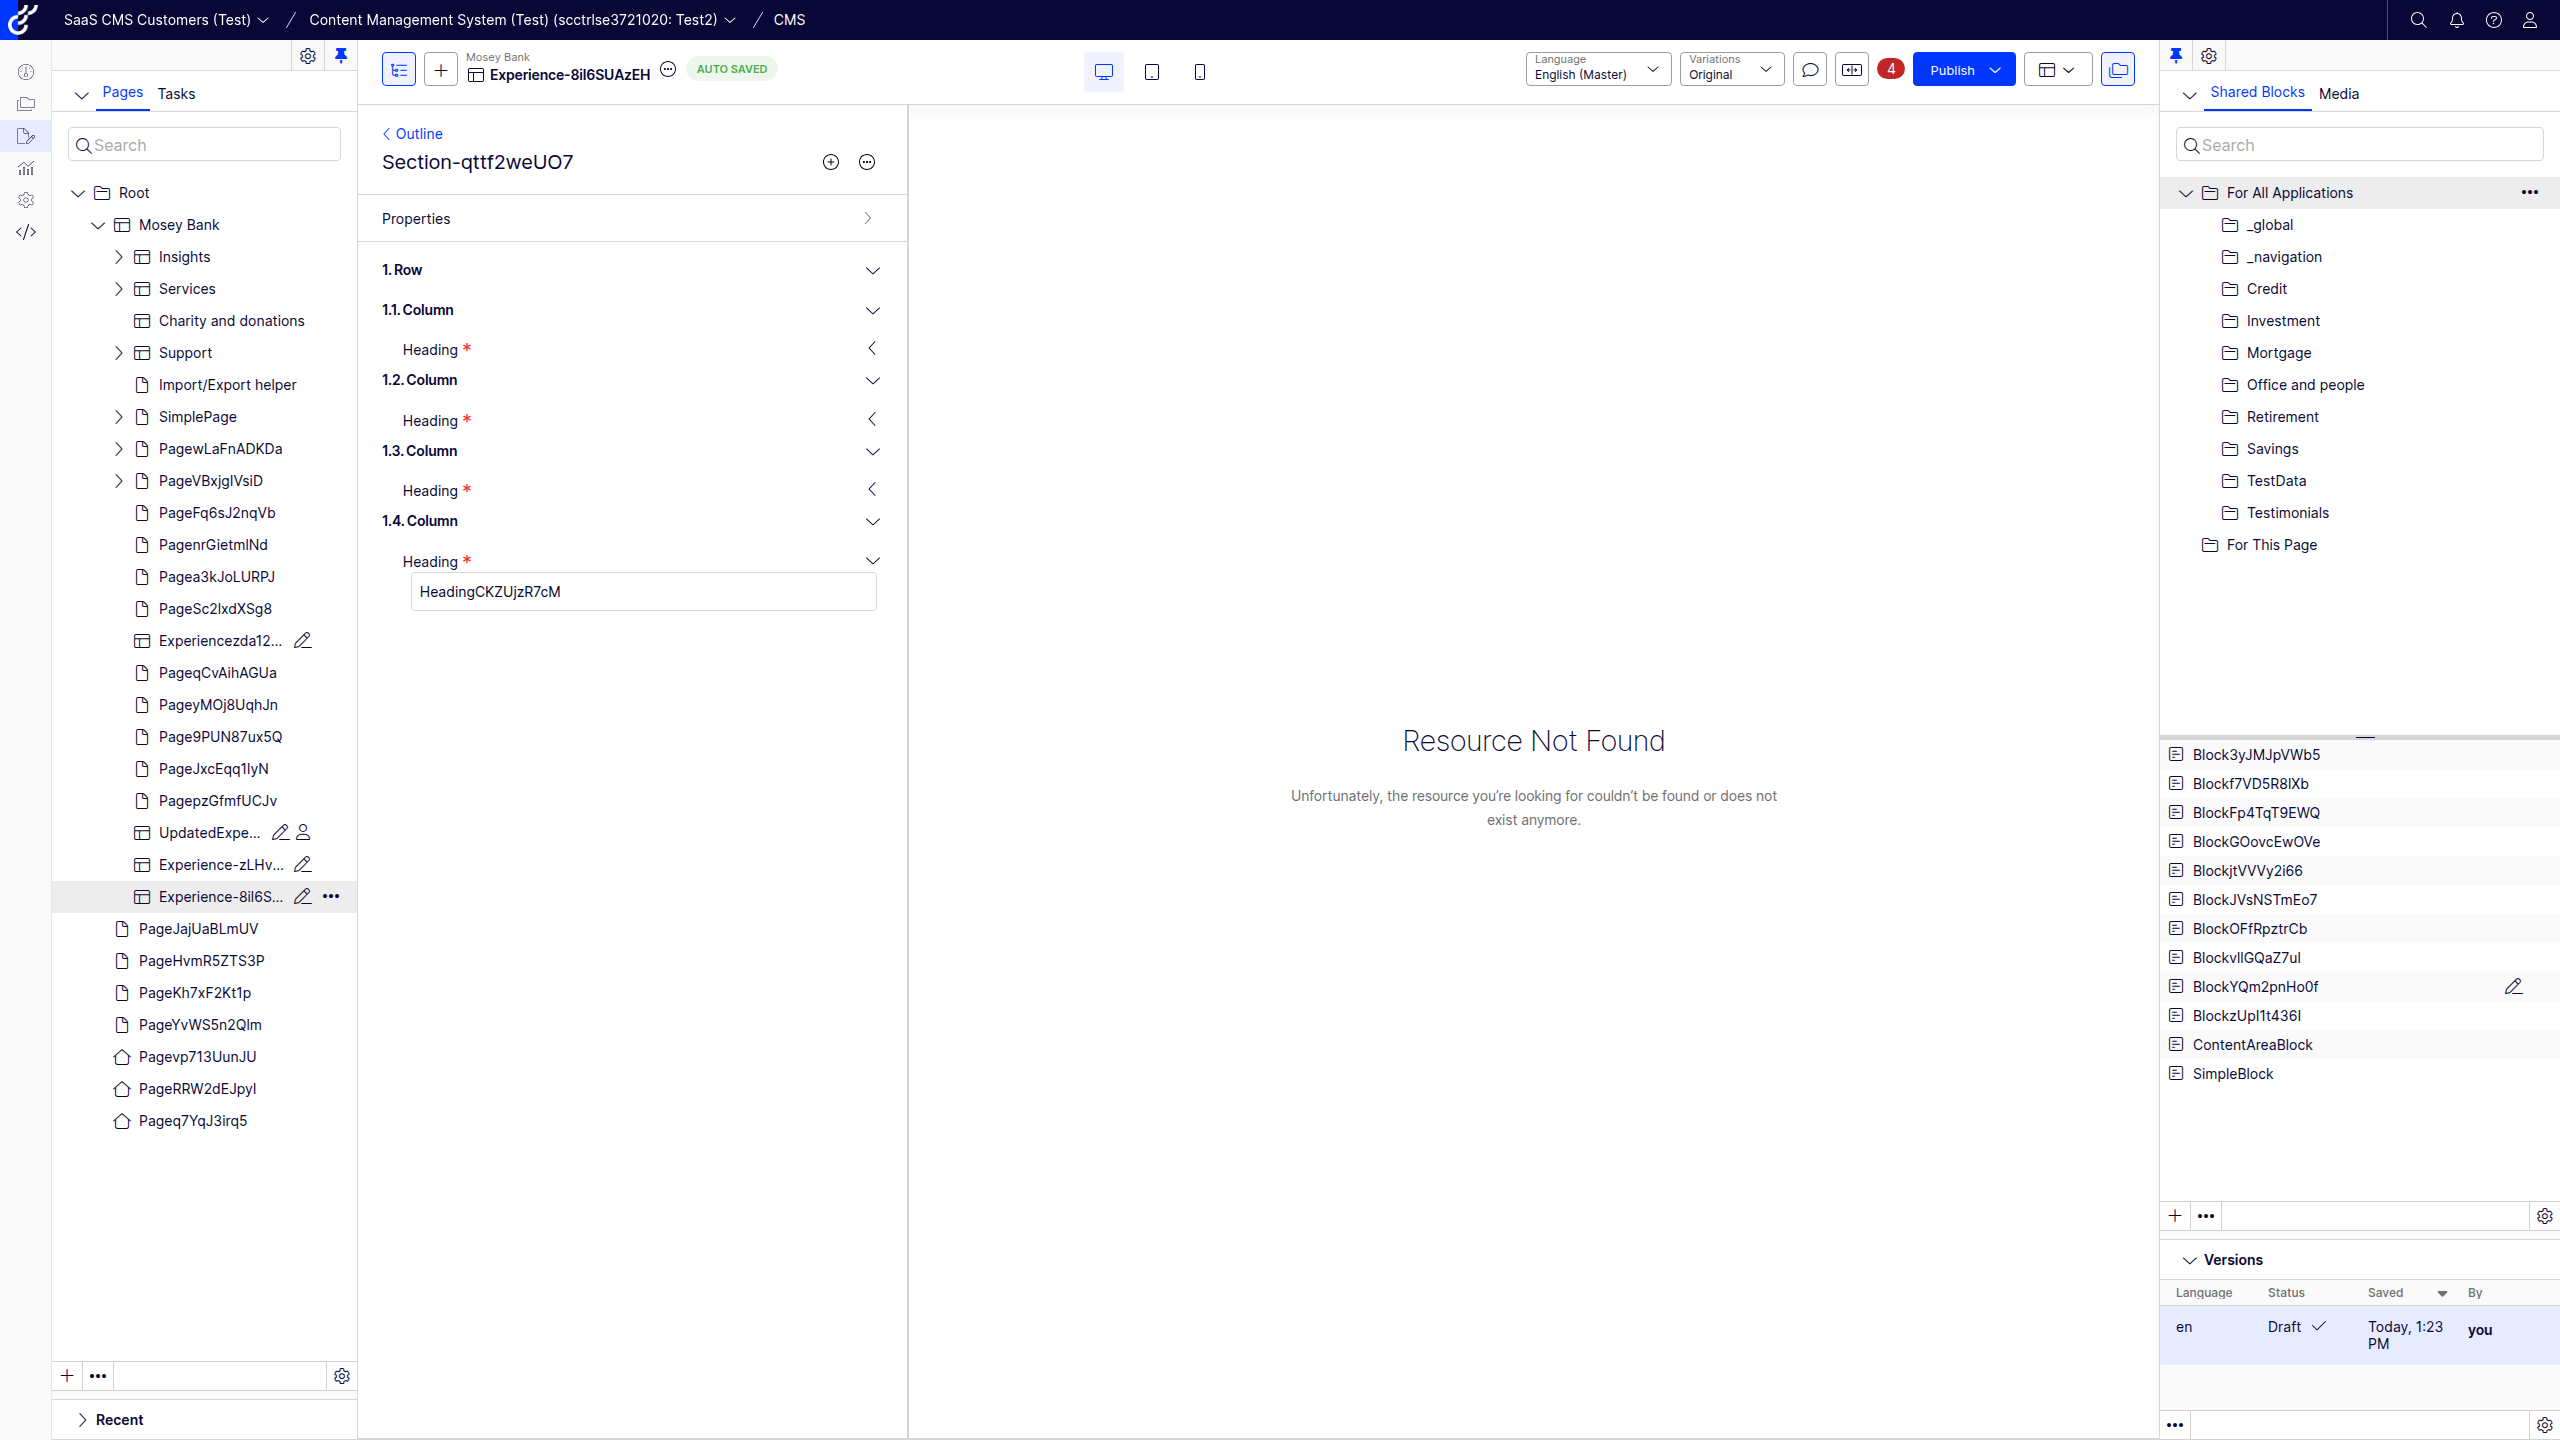 SaaS CMS Customers (Test) / Content Management System (Test) (scctrlse3721020: Test2) / CMS
Pages Tasks
Search
Root
Mosey Bank
Insights
Services
Charity and donations
Support
Import/Export helper
SimplePage
PagewLaFnADKDa
PageVBxjglVsiD
PageFq6sJ2nqVb
PagenrGietmlNd
Pagea3kJoLURPJ
PageSc2lxdXSg8
Experiencezda12...
PageqCvAihAGUa
PageyMOj8UqhJn
Page9PUN87ux5Q
PageJxcEqq1lyN
PagepzGfmfUCJv
UpdatedExpe...
Experience-zLHv...
Experience-8il6S...
PageJajUaBLmUV
PageHvmR5ZTS3P
PageKh7xF2Kt1p
PageYvWS5n2Qlm
Pagevp713UunJU
PageRRW2dEJpyI
Pageq7YqJ3irq5
Recent
Mosey Bank
Experience-8il6SUAzEH
AUTO SAVED
Language
English (Master)
Variations
Original
4
Publish
Outline
Section-qttf2weUO7
Properties
1. Row
1.1. Column
Heading *
1.2. Column
Heading *
1.3. Column
Heading *
1.4. Column
Heading *
HeadingCKZUjzR7cM
Resource Not Found
Unfortunately, the resource you're looking for couldn't be found or does not
exist anymore.
Shared Blocks Media
Search
For All Applications
_global
_navigation
Credit
Investment
Mortgage
Office and people
Retirement
Savings
TestData
Testimonials
For This Page
Block3yJMJpVWb5
Blockf7VD5R8lXb
BlockFp4TqT9EWQ
BlockGOovcEwOVe
BlockjtVVVy2i66
BlockJVsNSTmEo7
BlockOFfRpztrCb
BlockvllGQaZ7uI
BlockYQm2pnHo0f
BlockzUpI1t436I
ContentAreaBlock
SimpleBlock
Versions
Language Status Saved By
en Draft Today, 1:23 PM you